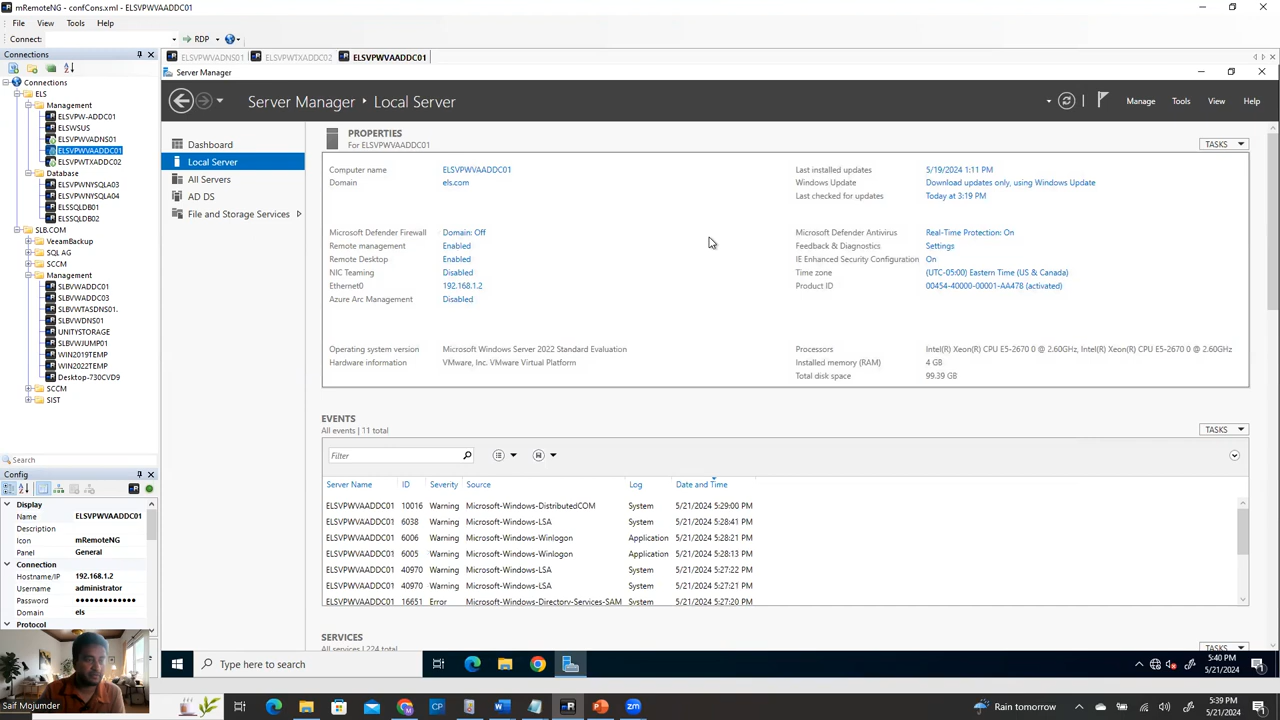 mRemoteNG - confCons.xml - ELSVPWVAADDC01
File View Tools Help
Connect: RDP
Connections
ELSVPWVADNS01 ELSVPWTXADDC02 ELSVPWVAADDC01
Server Manager
Server Manager Local Server
Manage Tools View Help
Connections
ELS
Management
ELSVPW-ADDC01
ELSWSUS
ELSVPWVADNS01
ELSVPWVAADDC01
ELSVPWTXADDC02
Database
ELSVPWNYSQLA03
ELSVPWNYSQLA04
ELSSQLDB01
ELSSQLDB02
SLB.COM
VeeamBackup
SQL AG
SCCM
Management
SLBVWADDC01
SLBVWADDC03
SLBVWTASDNS01.
SLBVWDNS01
UNITYSTORAGE
SLBVWJUMP01
WIN2019TEMP
WIN2022TEMP
Desktop-730CVD9
SCCM
SIST
Search
Config
Display
Name ELSVPWVAADDC01
Description
Icon mRemoteNG
Panel General
Connection
Hostname/IP 192.168.1.2
Username administrator
Password •••••••••••••
Domain els
Protocol
Saif Mojumder
Dashboard
Local Server
All Servers
AD DS
File and Storage Services
PROPERTIES
For ELSVPWVAADDC01
TASKS
Computer name ELSVPWVAADDC01
Domain els.com
Last installed updates 5/19/2024 1:11 PM
Windows Update Download updates only, using Windows Update
Last checked for updates Today at 3:19 PM
Microsoft Defender Firewall Domain: Off
Remote management Enabled
Remote Desktop Enabled
NIC Teaming Disabled
Ethernet0 192.168.1.2
Azure Arc Management Disabled
Microsoft Defender Antivirus Real-Time Protection: On
Feedback & Diagnostics Settings
IE Enhanced Security Configuration On
Time zone (UTC-05:00) Eastern Time (US & Canada)
Product ID 00454-40000-00001-AA478 (activated)
Operating system version Microsoft Windows Server 2022 Standard Evaluation
Hardware information VMware, Inc. VMware Virtual Platform
Processors Intel(R) Xeon(R) CPU E5-2670 0 @ 2.60GHz, Intel(R) Xeon(R) CPU E5-2670 0 @ 2.60GHz
Installed memory (RAM) 4 GB
Total disk space 99.39 GB
EVENTS
All events | 11 total
TASKS
Filter
Server Name ID Severity Source Log Date and Time
ELSVPWVAADDC01 10016 Warning Microsoft-Windows-DistributedCOM System 5/21/2024 5:29:00 PM
ELSVPWVAADDC01 6038 Warning Microsoft-Windows-LSA System 5/21/2024 5:28:41 PM
ELSVPWVAADDC01 6006 Warning Microsoft-Windows-Winlogon Application 5/21/2024 5:28:21 PM
ELSVPWVAADDC01 6005 Warning Microsoft-Windows-Winlogon Application 5/21/2024 5:28:13 PM
ELSVPWVAADDC01 40970 Warning Microsoft-Windows-LSA System 5/21/2024 5:27:22 PM
ELSVPWVAADDC01 40970 Warning Microsoft-Windows-LSA System 5/21/2024 5:27:21 PM
ELSVPWVAADDC01 16651 Error Microsoft-Windows-Directory-Services-SAM System 5/21/2024 5:27:20 PM
SERVICES
All services | 224 total
TASKS
Type here to search
5:40 PM
5/21/2024
Rain tomorrow
5:39 PM
5/21/2024